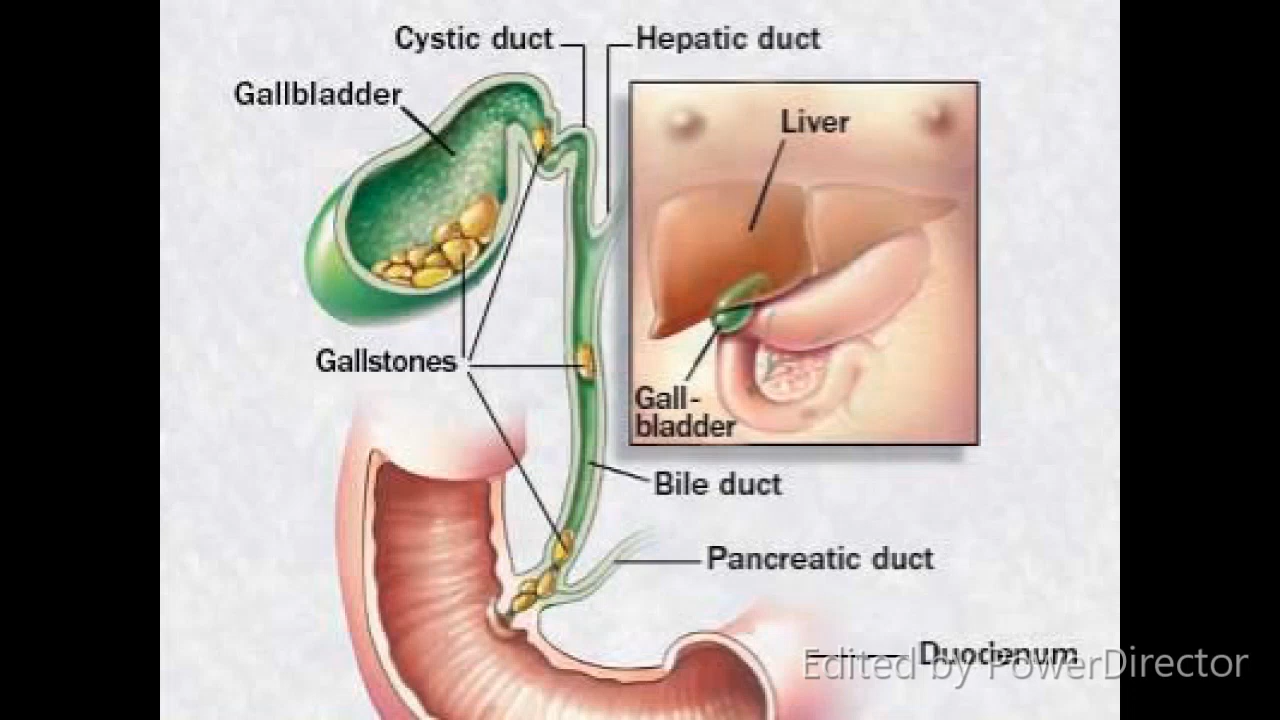 Cystic duct
Hepatic duct
Gallbladder
Liver
Gallstones
Gall-
bladder
Bile duct
Pancreatic duct
Duodenum
Edited by PowerDirector